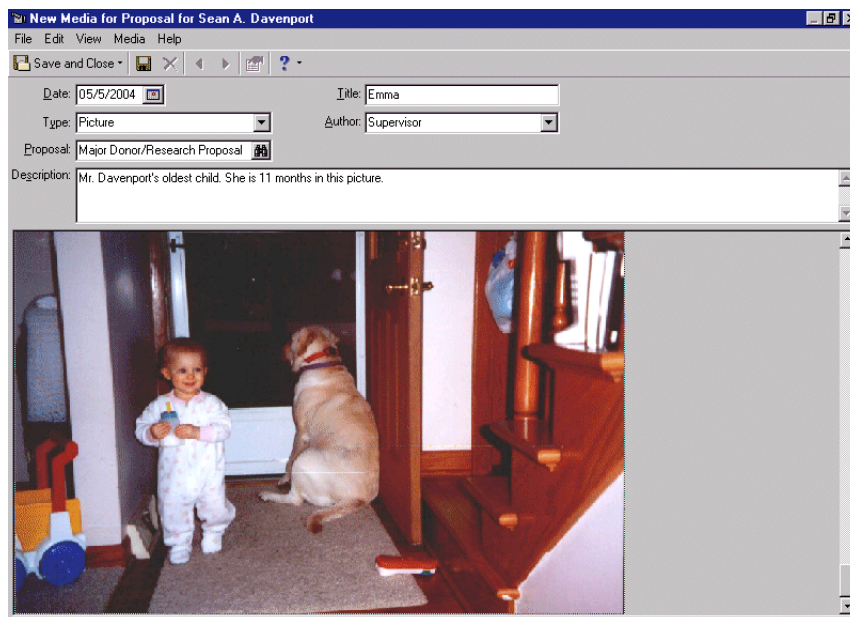 New Media for Proposal for Sean A. Davenport
File Edit View Media Help
Save and Close ?
Date: 05/5/2004 Title: Emma
Type: Picture Author: Supervisor
Proposal: Major Donor/Research Proposal
Description: Mr. Davenport's oldest child. She is 11 months in this picture.